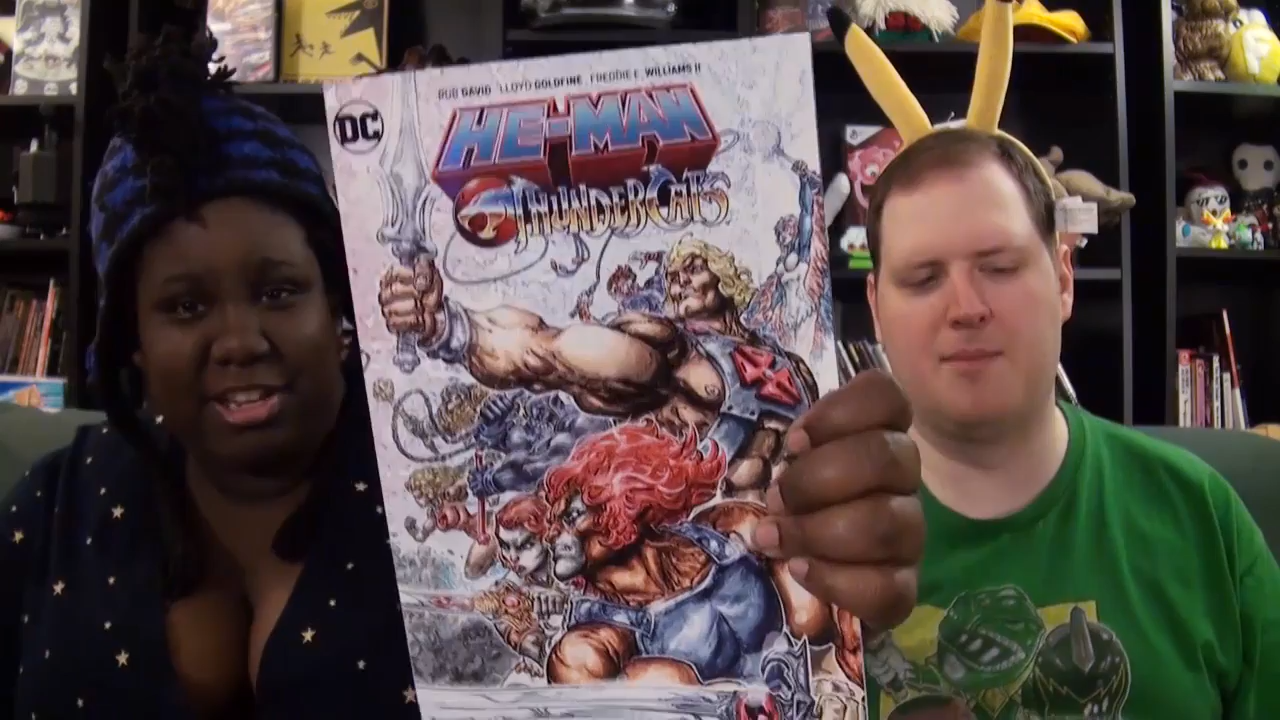 ROB DAVID LLOYD GOLDFINE FREDDIE E. WILLIAMS II
DC
HE-MAN
THUNDERCATS